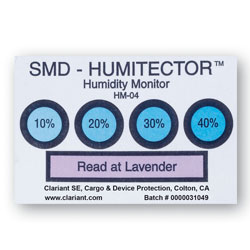 SMD - HUMITECTOR™
Humidity Monitor
HM-04
10% 20% 30% 40%
Read at Lavender
Clariant SE, Cargo & Device Protection, Colton, CA
www.clariant.com Batch # 0000031049